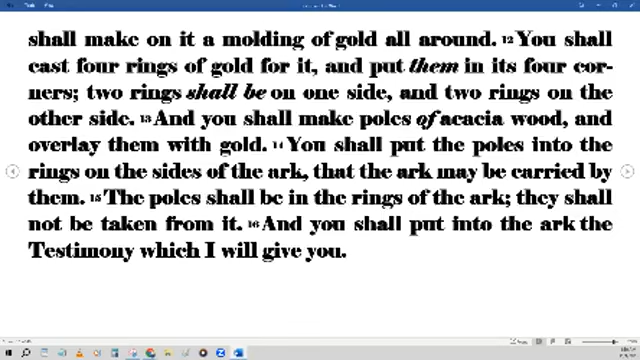 shall make on it a molding of gold all around. 12 You shall
cast four rings of gold for it, and put them in its four cor-
ners; two rings shall be on one side, and two rings on the
other side. 13 And you shall make poles of acacia wood, and
overlay them with gold. 14 You shall put the poles into the
rings on the sides of the ark, that the ark may be carried by
them. 15 The poles shall be in the rings of the ark; they shall
not be taken from it. 16 And you shall put into the ark the
Testimony which I will give you.